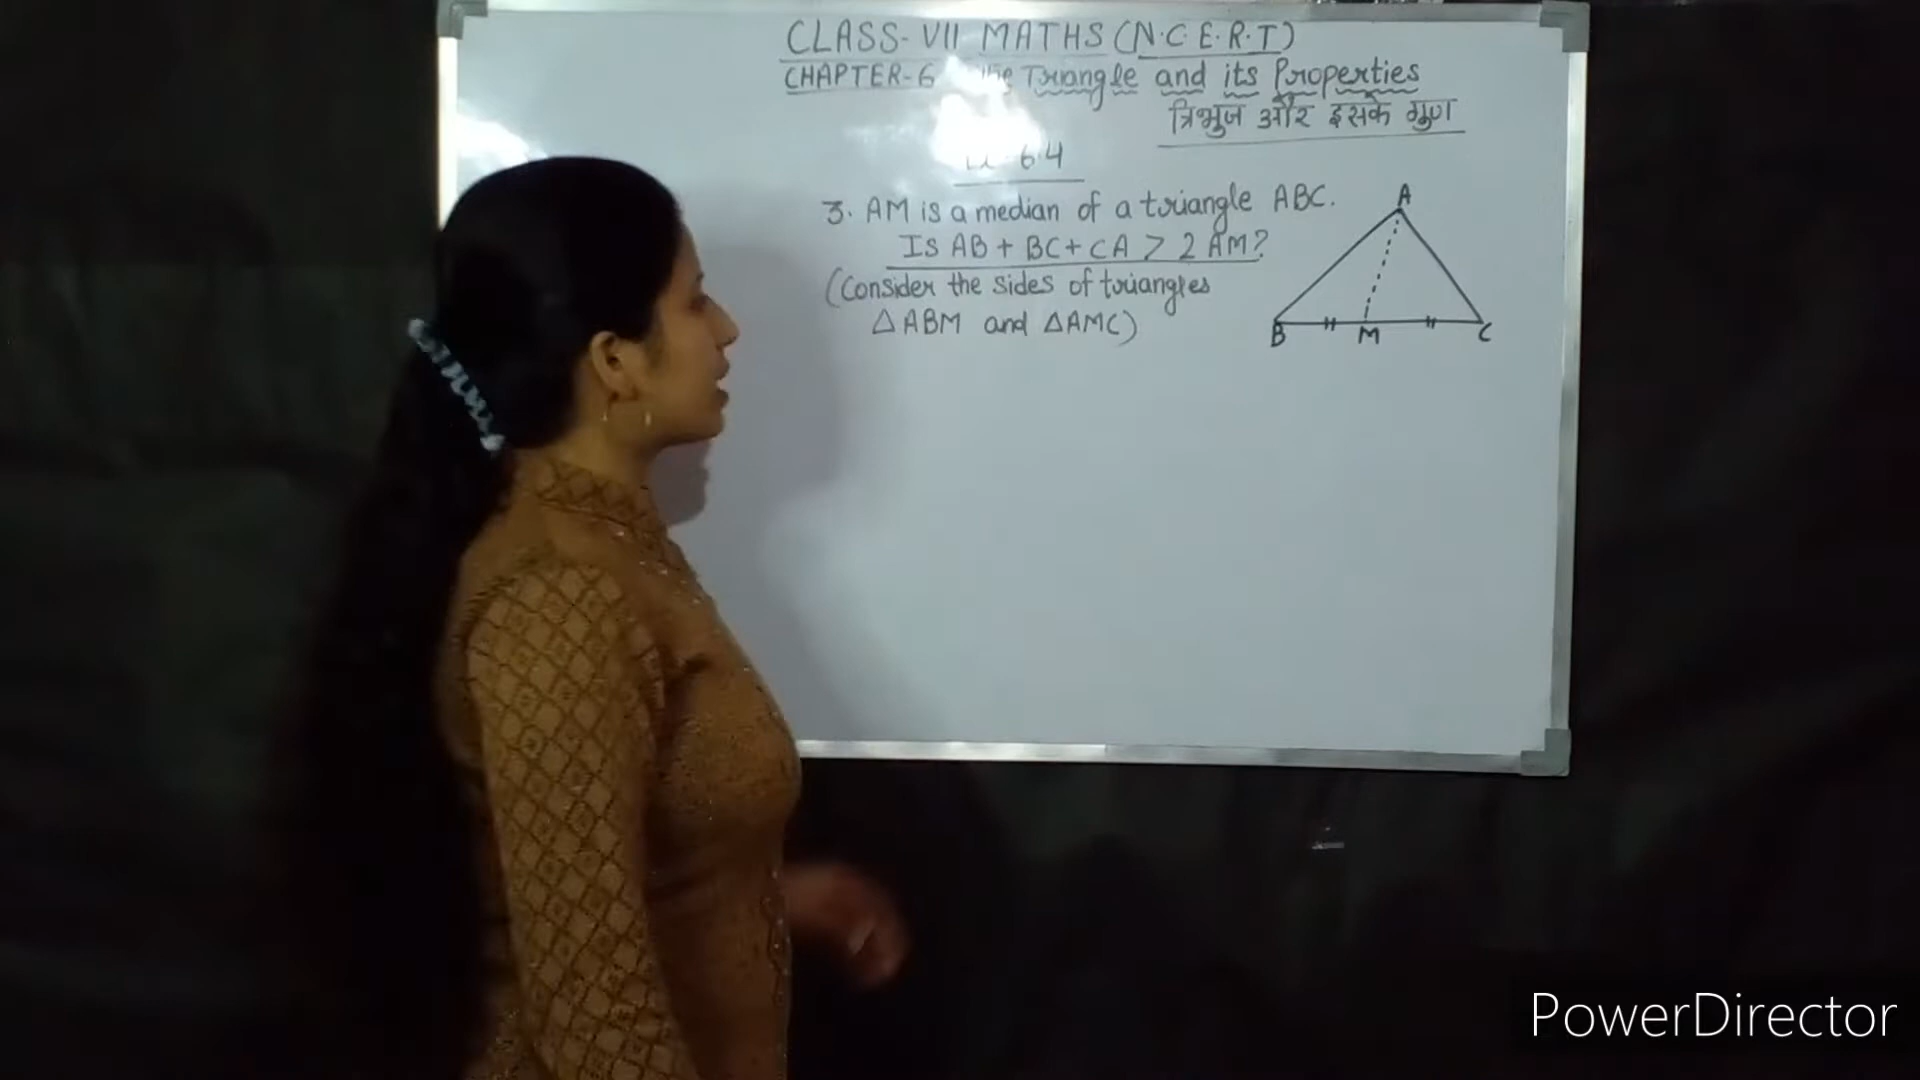 CLASS-VII MATHS (N.C.E.R.T)
CHAPTER-6 The Triangle and its Properties
त्रिभुज और इसके गुण
6.4
3. AM is a median of a triangle ABC.
Is AB + BC + CA > 2 AM?
(Consider the sides of triangles
△ABM and △AMC)
A
B M C
PowerDirector